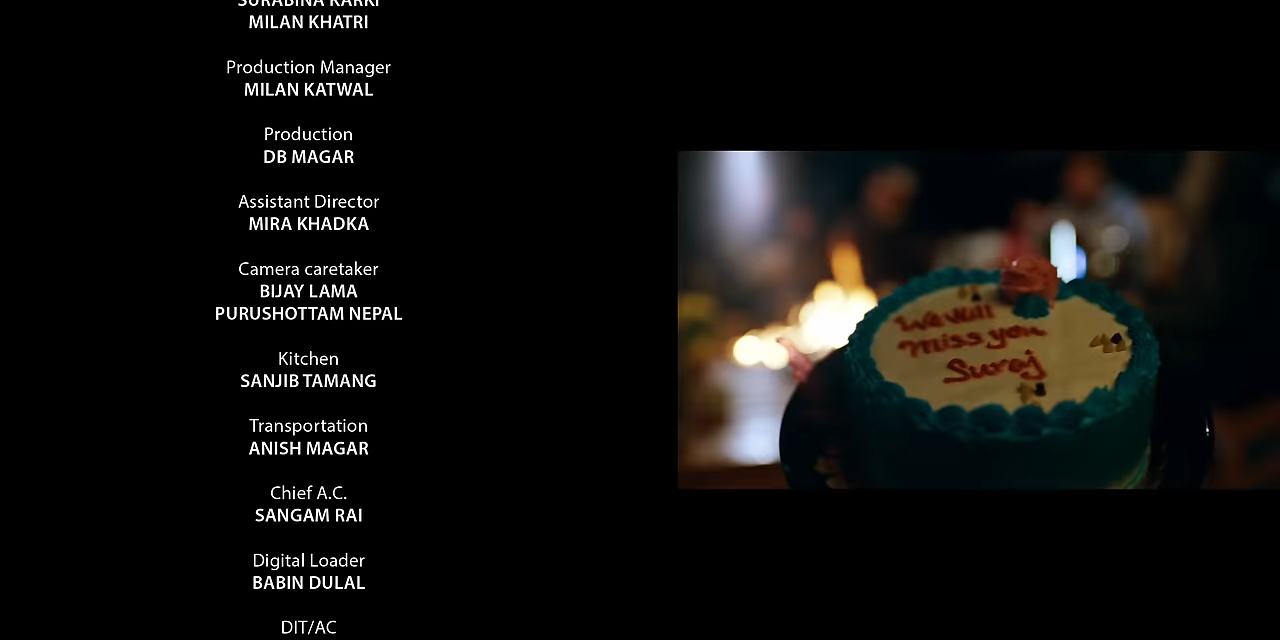 SURABINA KARKI
MILAN KHATRI
Production Manager
MILAN KATWAL
Production
DB MAGAR
Assistant Director
MIRA KHADKA
Camera caretaker
BIJAY LAMA
PURUSHOTTAM NEPAL
Kitchen
SANJIB TAMANG
Transportation
ANISH MAGAR
Chief A.C.
SANGAM RAI
Digital Loader
BABIN DULAL
DIT/AC
We will
miss you
Suraj